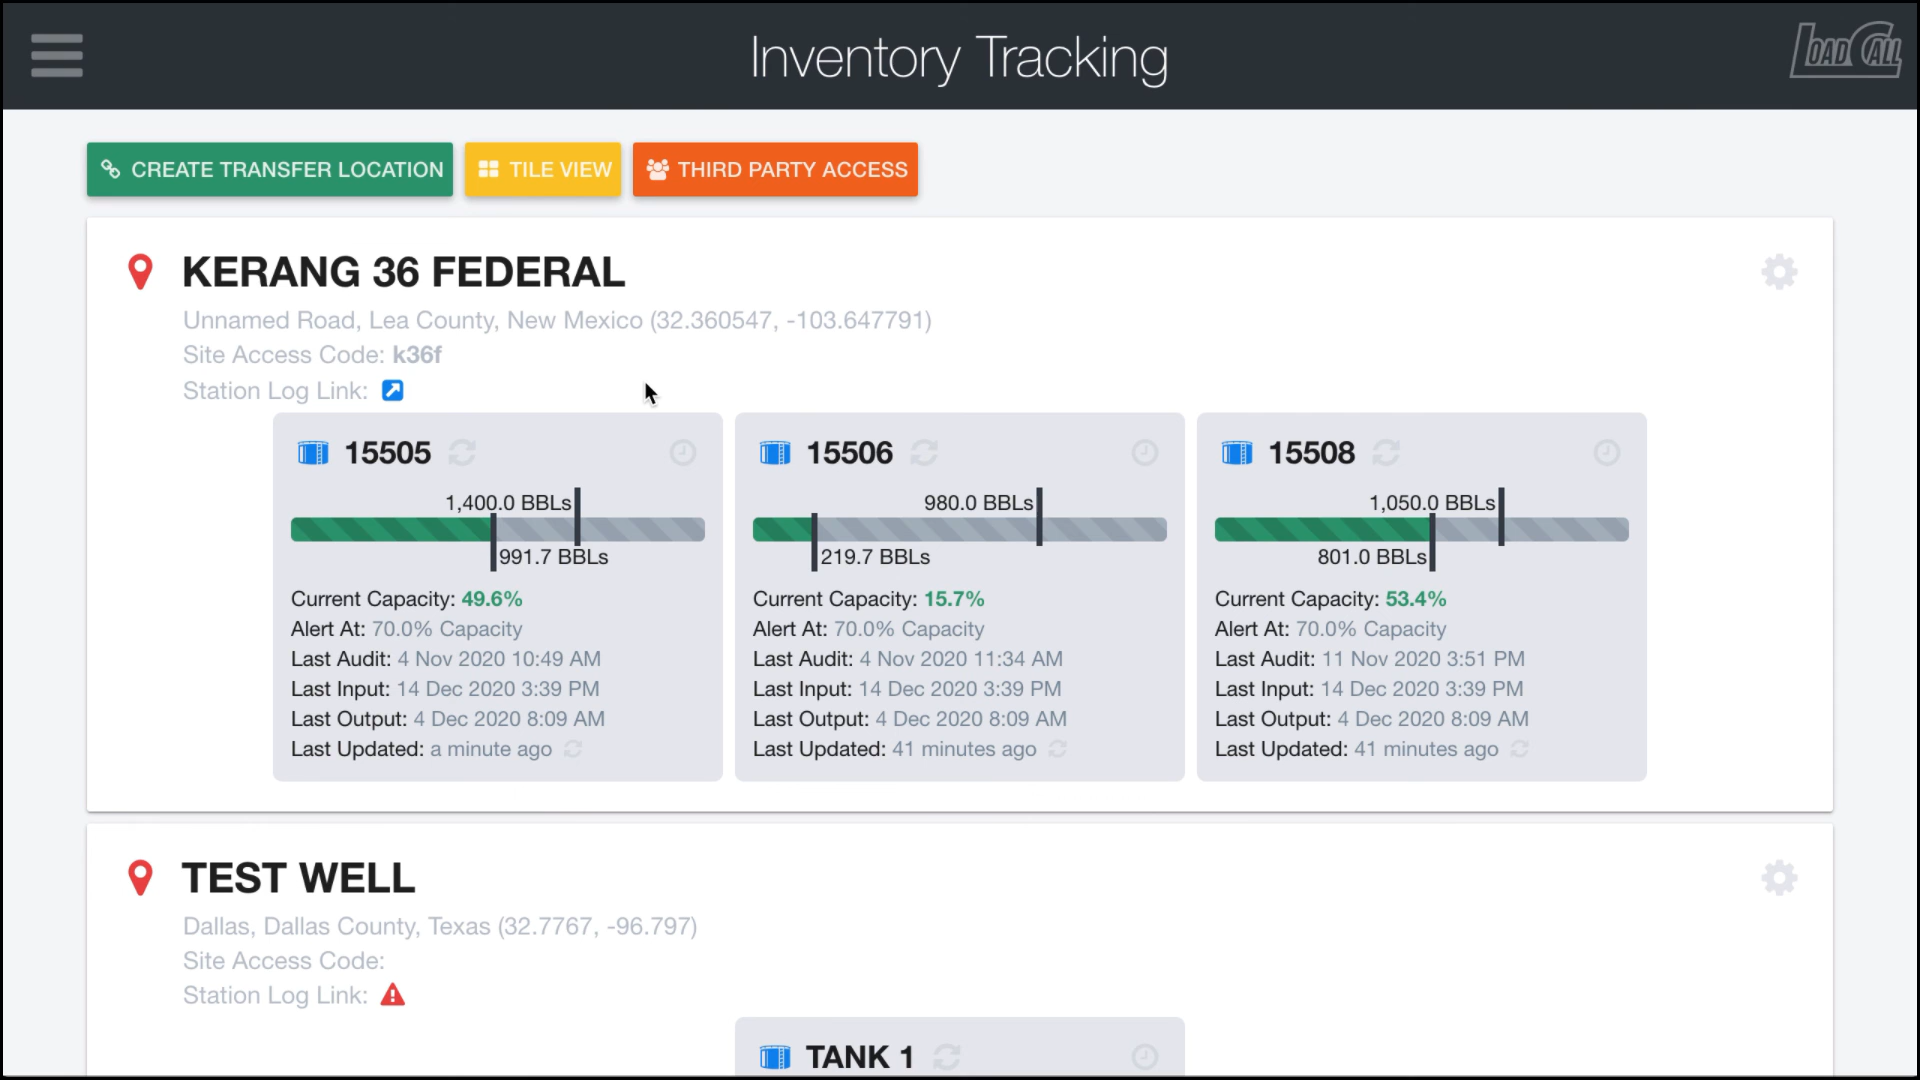 Inventory Tracking
LOAD CALL
CREATE TRANSFER LOCATION
TILE VIEW
THIRD PARTY ACCESS
KERANG 36 FEDERAL
Unnamed Road, Lea County, New Mexico (32.360547, -103.647791)
Site Access Code: k36f
Station Log Link:
15505
1,400.0 BBLs
991.7 BBLs
Current Capacity: 49.6%
Alert At: 70.0% Capacity
Last Audit: 4 Nov 2020 10:49 AM
Last Input: 14 Dec 2020 3:39 PM
Last Output: 4 Dec 2020 8:09 AM
Last Updated: a minute ago
15506
980.0 BBLs
219.7 BBLs
Current Capacity: 15.7%
Alert At: 70.0% Capacity
Last Audit: 4 Nov 2020 11:34 AM
Last Input: 14 Dec 2020 3:39 PM
Last Output: 4 Dec 2020 8:09 AM
Last Updated: 41 minutes ago
15508
1,050.0 BBLs
801.0 BBLs
Current Capacity: 53.4%
Alert At: 70.0% Capacity
Last Audit: 11 Nov 2020 3:51 PM
Last Input: 14 Dec 2020 3:39 PM
Last Output: 4 Dec 2020 8:09 AM
Last Updated: 41 minutes ago
TEST WELL
Dallas, Dallas County, Texas (32.7767, -96.797)
Site Access Code:
Station Log Link:
TANK 1